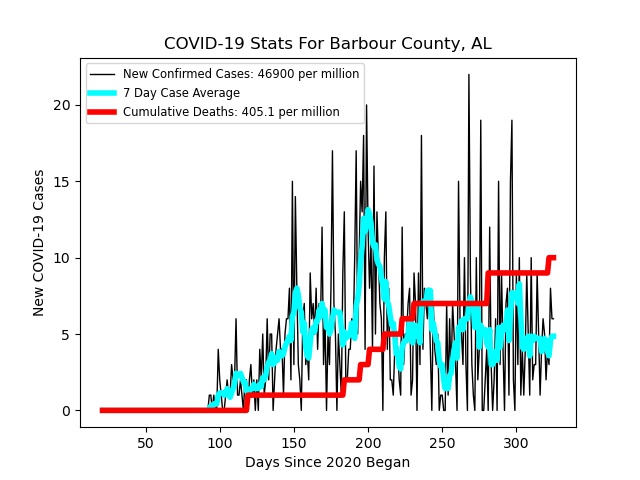 COVID-19 Stats For Barbour County, AL
New Confirmed Cases: 46900 per million
7 Day Case Average
Cumulative Deaths: 405.1 per million
New COVID-19 Cases
20
15
10
5
0
50 100 150 200 250 300
Days Since 2020 Began